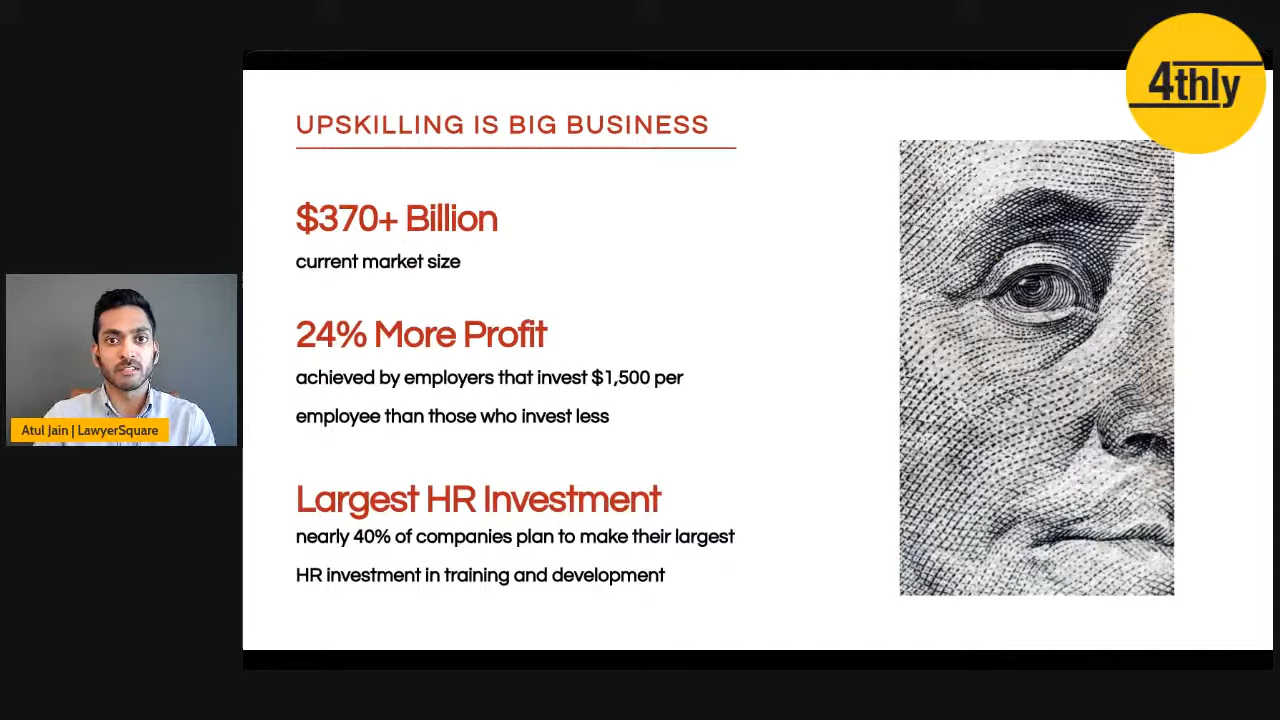 4thly
UPSKILLING IS BIG BUSINESS
$370+ Billion
current market size
24% More Profit
achieved by employers that invest $1,500 per
employee than those who invest less
Largest HR Investment
nearly 40% of companies plan to make their largest
HR investment in training and development
Atul Jain | LawyerSquare